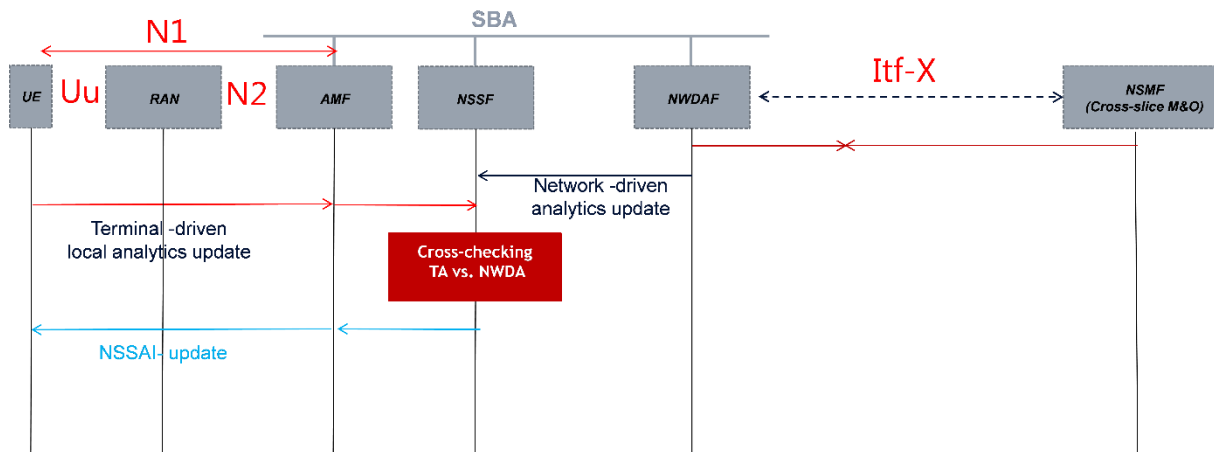 SBA
N1
Itf-X
UE
Uu
RAN
N2
AMF
NSSF
NWDAF
NSMF
(Cross-slice M&O)
Network -driven
analytics update
Terminal -driven
local analytics update
Cross-checking
TA vs. NWDA
NSSAI- update